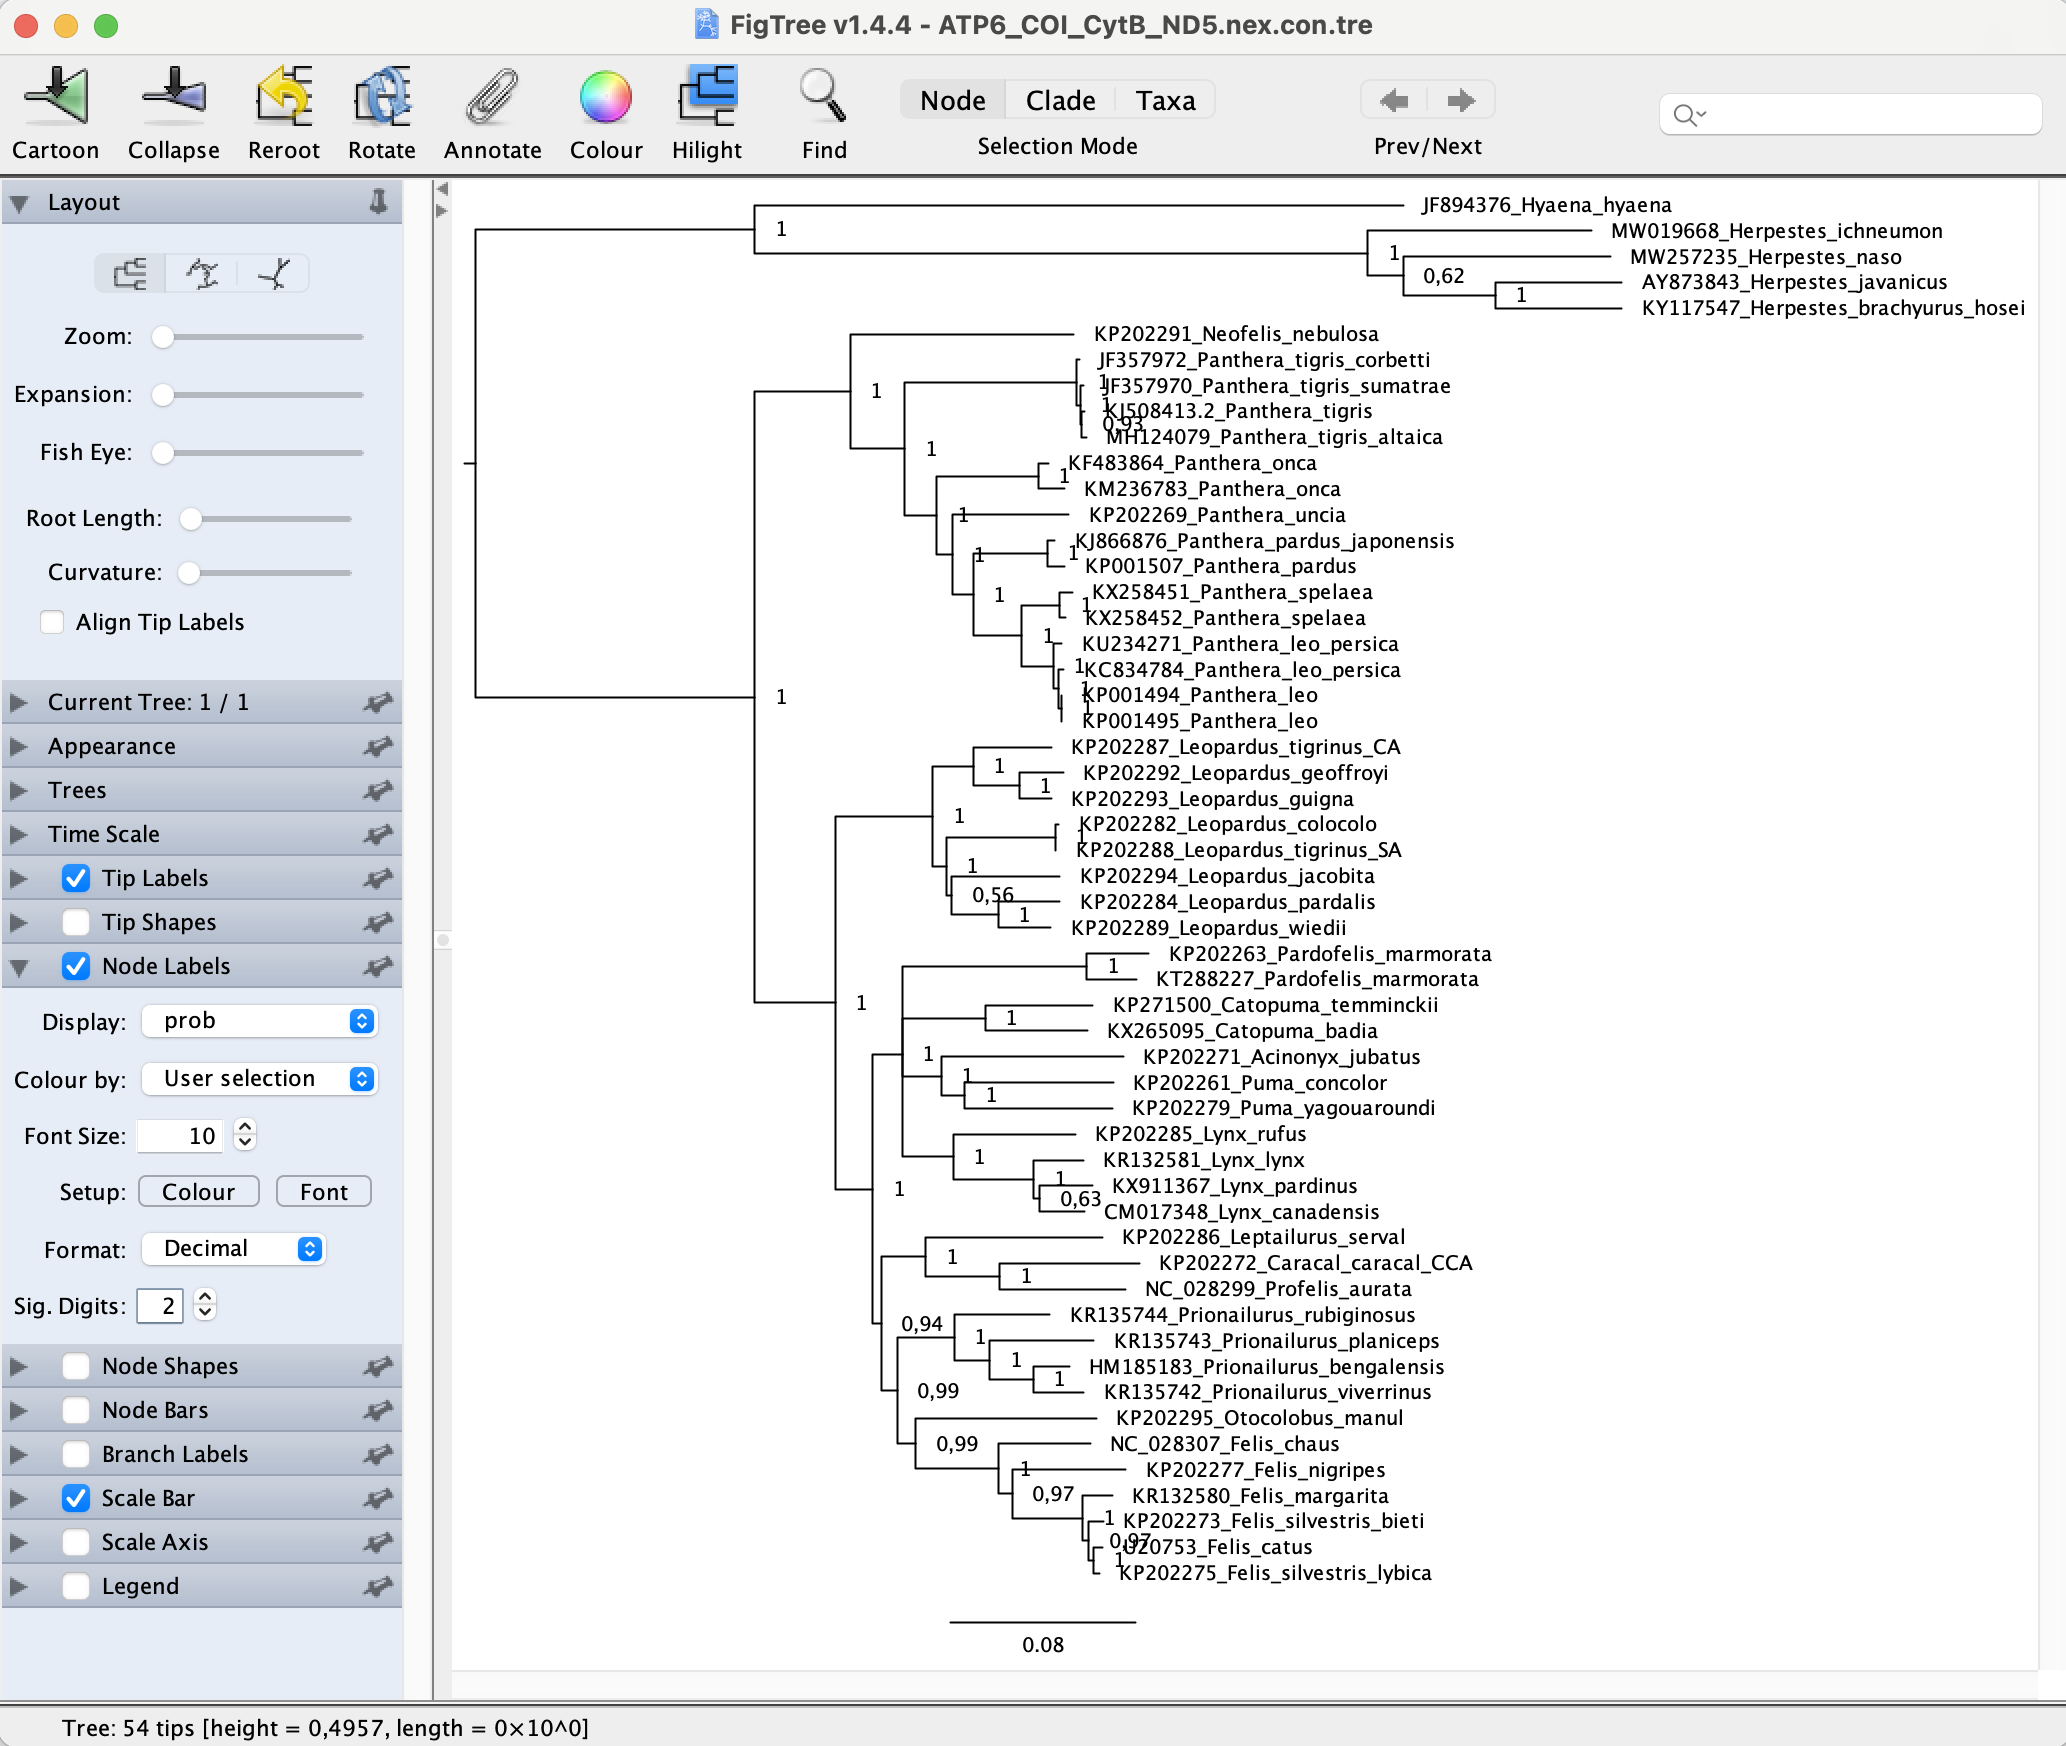 FigTree v1.4.4 - ATP6_COI_CytB_ND5.nex.con.tre
Cartoon Collapse Reroot Rotate Annotate Colour Hilight Find
Node Clade Taxa
Selection Mode
Prev/Next
Layout
Zoom:
Expansion:
Fish Eye:
Root Length:
Curvature:
Align Tip Labels
Current Tree: 1 / 1
Appearance
Trees
Time Scale
Tip Labels
Tip Shapes
Node Labels
Display: prob
Colour by: User selection
Font Size: 10
Setup: Colour Font
Format: Decimal
Sig. Digits: 2
Node Shapes
Node Bars
Branch Labels
Scale Bar
Scale Axis
Legend
JF894376_Hyaena_hyaena
1
MW019668_Herpestes_ichneumon
1
MW257235_Herpestes_naso
0,62
AY873843_Herpestes_javanicus
1
KY117547_Herpestes_brachyurus_hosei
KP202291_Neofelis_nebulosa
JF357972_Panthera_tigris_corbetti
1
1
JF357970_Panthera_tigris_sumatrae
1
KJ508413.2_Panthera_tigris
0,93
MH124079_Panthera_tigris_altaica
1
KF483864_Panthera_onca
1
KM236783_Panthera_onca
1
KP202269_Panthera_uncia
KJ866876_Panthera_pardus_japonensis
1
1
KP001507_Panthera_pardus
KX258451_Panthera_spelaea
1
1
KX258452_Panthera_spelaea
1
KU234271_Panthera_leo_persica
1
KC834784_Panthera_leo_persica
1
KP001494_Panthera_leo
1
KP001495_Panthera_leo
1
KP202287_Leopardus_tigrinus_CA
1
KP202292_Leopardus_geoffroyi
1
KP202293_Leopardus_guigna
1
KP202282_Leopardus_colocolo
1
KP202288_Leopardus_tigrinus_SA
1
KP202294_Leopardus_jacobita
0,56
KP202284_Leopardus_pardalis
1
KP202289_Leopardus_wiedii
KP202263_Pardofelis_marmorata
1
KT288227_Pardofelis_marmorata
1
KP271500_Catopuma_temminckii
1
KX265095_Catopuma_badia
1
KP202271_Acinonyx_jubatus
1
KP202261_Puma_concolor
1
KP202279_Puma_yagouaroundi
KP202285_Lynx_rufus
1
KR132581_Lynx_lynx
1
KX911367_Lynx_pardinus
1
0,63
CM017348_Lynx_canadensis
KP202286_Leptailurus_serval
1
KP202272_Caracal_caracal_CCA
1
NC_028299_Profelis_aurata
KR135744_Prionailurus_rubiginosus
0,94
1
KR135743_Prionailurus_planiceps
1
HM185183_Prionailurus_bengalensis
1
KR135742_Prionailurus_viverrinus
0,99
KP202295_Otocolobus_manul
0,99
NC_028307_Felis_chaus
1
KP202277_Felis_nigripes
0,97
KR132580_Felis_margarita
1
KP202273_Felis_silvestris_bieti
0,97
U20753_Felis_catus
1
KP202275_Felis_silvestris_lybica
0.08
Tree: 54 tips [height = 0,4957, length = 0×10^0]